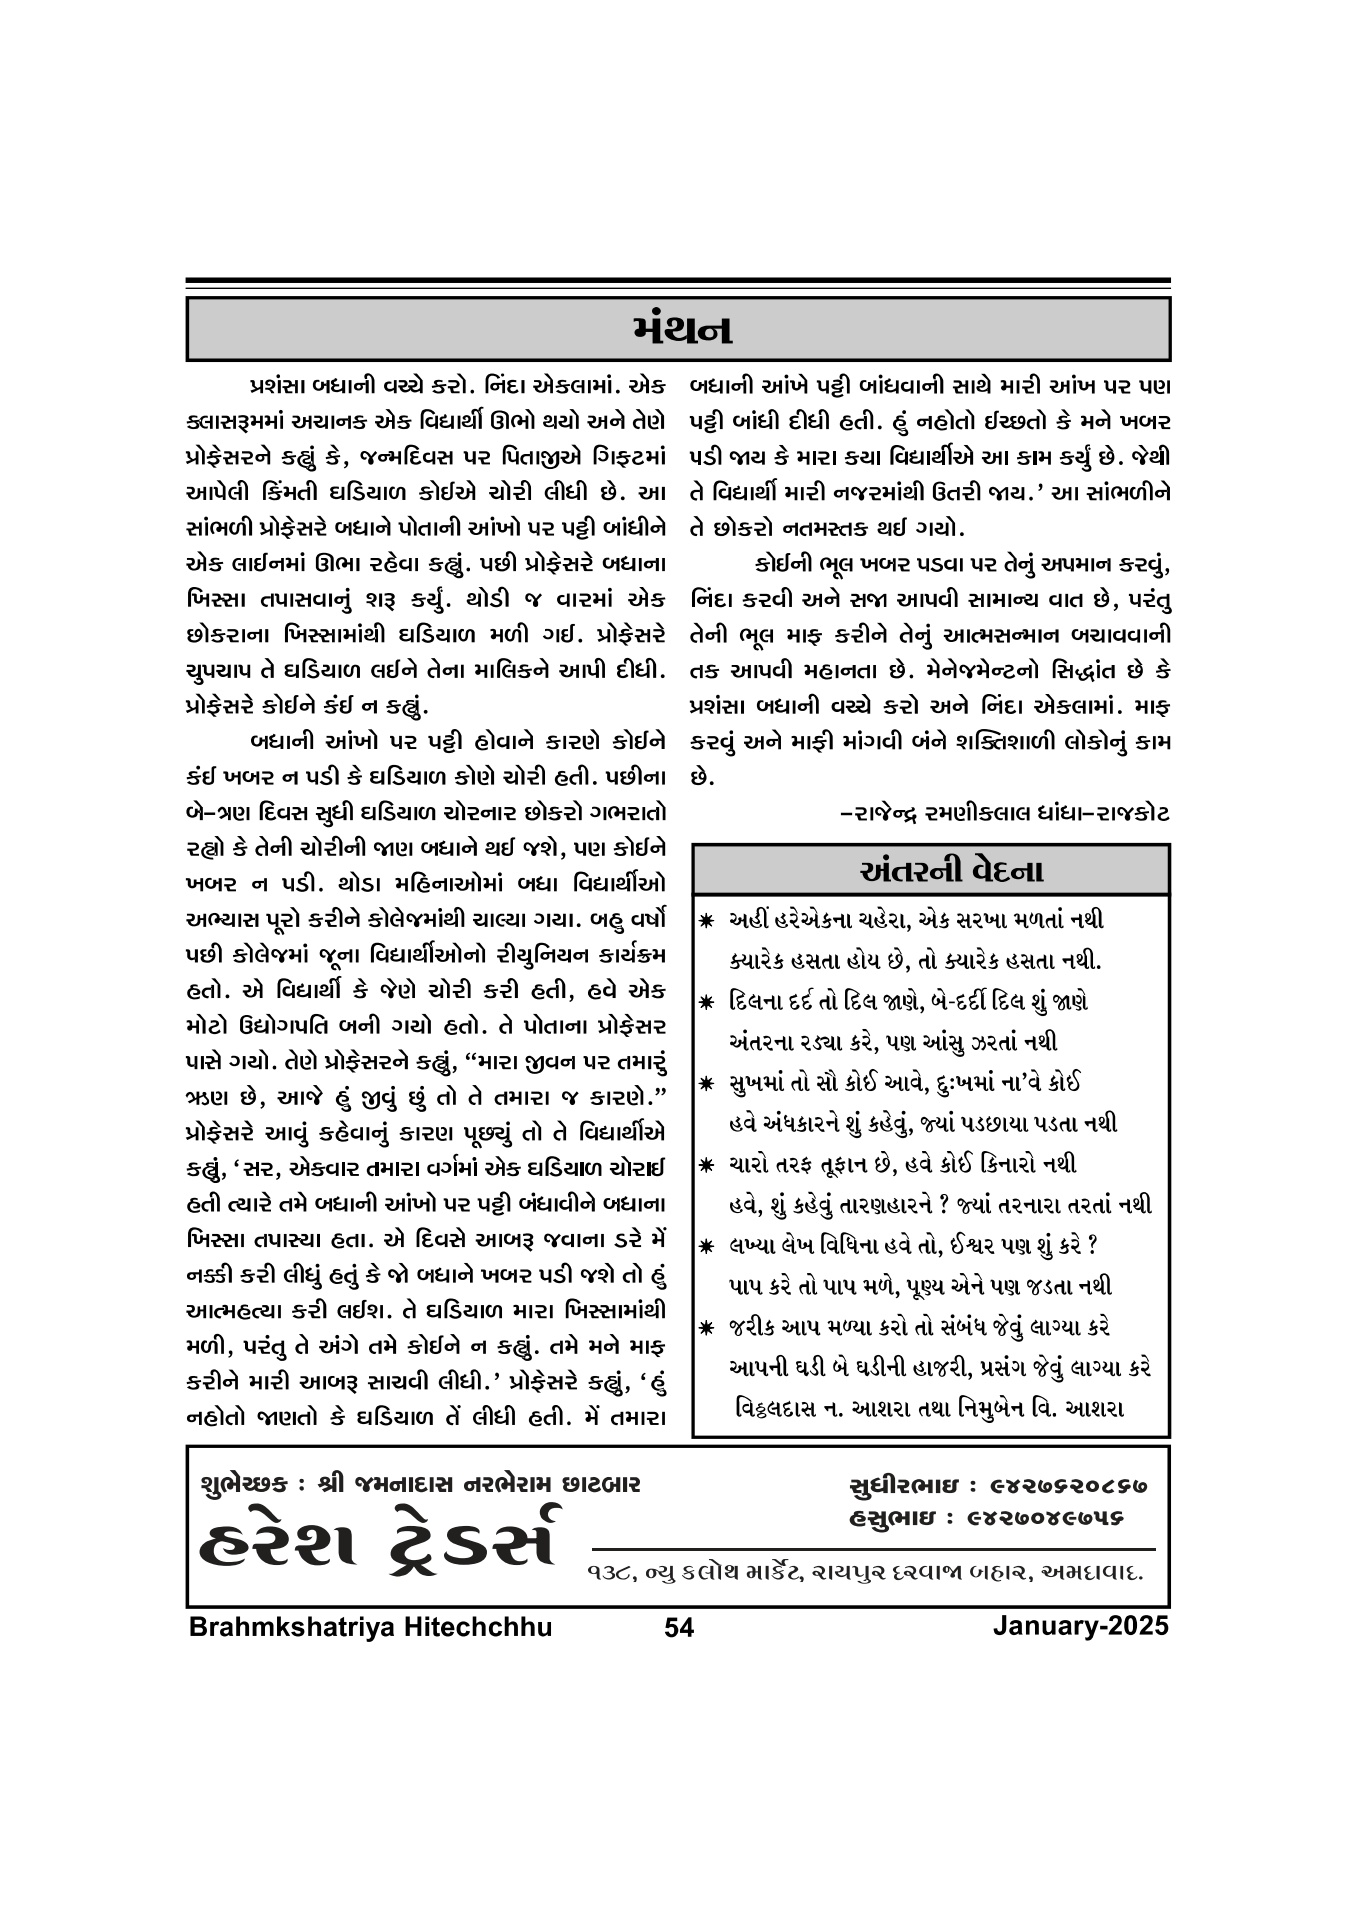 મંથન
પ્રશંસા બધાની વચ્ચે કરો. નિંદા એકલામાં. એક
ક્લાસરૂમમાં અચાનક એક વિદ્યાર્થી ઊભો થયો અને તેણે
પ્રોફેસરને કહ્યું કે, જન્મદિવસ પર પિતાજીએ ગિફટમાં
આપેલી કિંમતી ઘડિયાળ કોઈએ ચોરી લીધી છે. આ
સાંભળી પ્રોફેસરે બધાને પોતાની આંખો પર પટ્ટી બાંધીને
એક લાઈનમાં ઊભા રહેવા કહ્યું. પછી પ્રોફેસરે બધાના
ખિસ્સા તપાસવાનું શરૂ કર્યું. થોડી જ વારમાં એક
છોકરાના ખિસ્સામાંથી ઘડિયાળ મળી ગઈ. પ્રોફેસરે
ચુપચાપ તે ઘડિયાળ લઈને તેના માલિકને આપી દીધી.
પ્રોફેસરે કોઈને કંઈ ન કહ્યું.
બધાની આંખો પર પટ્ટી હોવાને કારણે કોઈને
કંઈ ખબર ન પડી કે ઘડિયાળ કોણે ચોરી હતી. પછીના
બે–ત્રણ દિવસ સુધી ઘડિયાળ ચોરનાર છોકરો ગભરાતો
રહ્યો કે તેની ચોરીની જાણ બધાને થઈ જશે, પણ કોઈને
ખબર ન પડી. થોડા મહિનાઓમાં બધા વિદ્યાર્થીઓ
અભ્યાસ પૂરો કરીને કોલેજમાંથી ચાલ્યા ગયા. બહુ વર્ષો
પછી કોલેજમાં જૂના વિદ્યાર્થીઓનો રીયુનિયન કાર્યક્રમ
હતો. એ વિદ્યાર્થી કે જેણે ચોરી કરી હતી, હવે એક
મોટો ઉદ્યોગપતિ બની ગયો હતો. તે પોતાના પ્રોફેસર
પાસે ગયો. તેણે પ્રોફેસરને કહ્યું, “મારા જીવન પર તમારું
ઋણ છે, આજે હું જીવું છું તો તે તમારા જ કારણે.”
પ્રોફેસરે આવું કહેવાનું કારણ પૂછ્યું તો તે વિદ્યાર્થીએ
કહ્યું, ‘સર, એકવાર તમારા વર્ગમાં એક ઘડિયાળ ચોરાઈ
હતી ત્યારે તમે બધાની આંખો પર પટ્ટી બંધાવીને બધાના
ખિસ્સા તપાસ્યા હતા. એ દિવસે આબરૂ જવાના ડરે મેં
નક્કી કરી લીધું હતું કે જો બધાને ખબર પડી જશે તો હું
આત્મહત્યા કરી લઈશ. તે ઘડિયાળ મારા ખિસ્સામાંથી
મળી, પરંતુ તે અંગે તમે કોઈને ન કહ્યું. તમે મને માફ
કરીને મારી આબરૂ સાચવી લીધી.’ પ્રોફેસરે કહ્યું, ‘હું
નહોતો જાણતો કે ઘડિયાળ તેં લીધી હતી. મેં તમારા
બધાની આંખે પટ્ટી બાંધવાની સાથે મારી આંખ પર પણ
પટ્ટી બાંધી દીધી હતી. હું નહોતો ઈચ્છતો કે મને ખબર
પડી જાય કે મારા કયા વિદ્યાર્થીએ આ કામ કર્યું છે. જેથી
તે વિદ્યાર્થી મારી નજરમાંથી ઉતરી જાય.’ આ સાંભળીને
તે છોકરો નતમસ્તક થઈ ગયો.
કોઈની ભૂલ ખબર પડવા પર તેનું અપમાન કરવું,
નિંદા કરવી અને સજા આપવી સામાન્ય વાત છે, પરંતુ
તેની ભૂલ માફ કરીને તેનું આત્મસન્માન બચાવવાની
તક આપવી મહાનતા છે. મેનેજમેન્ટનો સિદ્ધાંત છે કે
પ્રશંસા બધાની વચ્ચે કરો અને નિંદા એકલામાં. માફ
કરવું અને માફી માંગવી બંને શક્તિશાળી લોકોનું કામ
છે.
–રાજેન્દ્ર રમણીકલાલ ધાંધા–રાજકોટ
અંતરની વેદના
✷ અહીં હરેએકના ચહેરા, એક સરખા મળતાં નથી
ક્યારેક હસતા હોય છે, તો ક્યારેક હસતા નથી.
✷ દિલના દર્દ તો દિલ જાણે, બે-દર્દી દિલ શું જાણે
અંતરના રડ્યા કરે, પણ આંસુ ઝરતાં નથી
✷ સુખમાં તો સૌ કોઈ આવે, દુઃખમાં ના’વે કોઈ
હવે અંધકારને શું કહેવું, જ્યાં પડછાયા પડતા નથી
✷ ચારો તરફ તૂફાન છે, હવે કોઈ કિનારો નથી
હવે, શું કહેવું તારણહારને ? જ્યાં તરનારા તરતાં નથી
✷ લખ્યા લેખ વિધિના હવે તો, ઈશ્વર પણ શું કરે ?
પાપ કરે તો પાપ મળે, પૂણ્ય એને પણ જડતા નથી
✷ જરીક આપ મળ્યા કરો તો સંબંધ જેવું લાગ્યા કરે
આપની ઘડી બે ઘડીની હાજરી, પ્રસંગ જેવું લાગ્યા કરે
વિઠ્ઠલદાસ ન. આશરા તથા નિમુબેન વિ. આશરા
શુભેચ્છક : શ્રી જમનાદાસ નરભેરામ છાટબાર
હરેશ ટ્રેડર્સ
સુધીરભાઇ : ૯૪૨૭૬૨૦૮૬૭
હસુભાઇ : ૯૪૨૭૦૪૯૭૫૬
૧૩૮, ન્યુ કલોથ માર્કેટ, રાયપુર દરવાજા બહાર, અમદાવાદ.
Brahmkshatriya Hitechchhu 54 January-2025